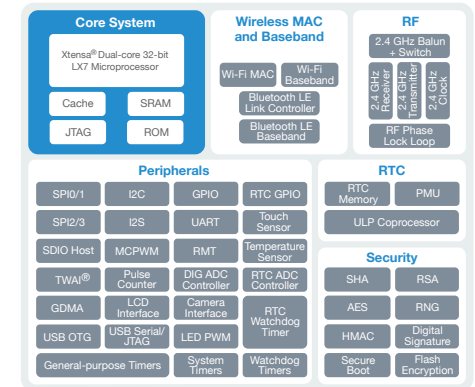 Core System
Xtensa® Dual-core 32-bit
LX7 Microprocessor
Cache
SRAM
JTAG
ROM
Wireless MAC
and Baseband
Wi-Fi MAC
Wi-Fi
Baseband
Bluetooth LE
Link Controller
Bluetooth LE
Baseband
RF
2.4 GHz Balun
+ Switch
2.4 GHz
Receiver
2.4 GHz
Transmitter
2.4 GHz
Clock
RF Phase
Lock Loop
Peripherals
SPI0/1
I2C
GPIO
RTC GPIO
SPI2/3
I2S
UART
Touch
Sensor
SDIO Host
MCPWM
RMT
Temperature
Sensor
TWAI®
Pulse
Counter
DIG ADC
Controller
RTC ADC
Controller
GDMA
LCD
Interface
Camera
Interface
RTC
Watchdog
Timer
USB OTG
USB Serial/
JTAG
LED PWM
General-purpose Timers
System
Timers
Watchdog
Timers
RTC
RTC
Memory
PMU
ULP Coprocessor
Security
SHA
RSA
AES
RNG
HMAC
Digital
Signature
Secure
Boot
Flash
Encryption